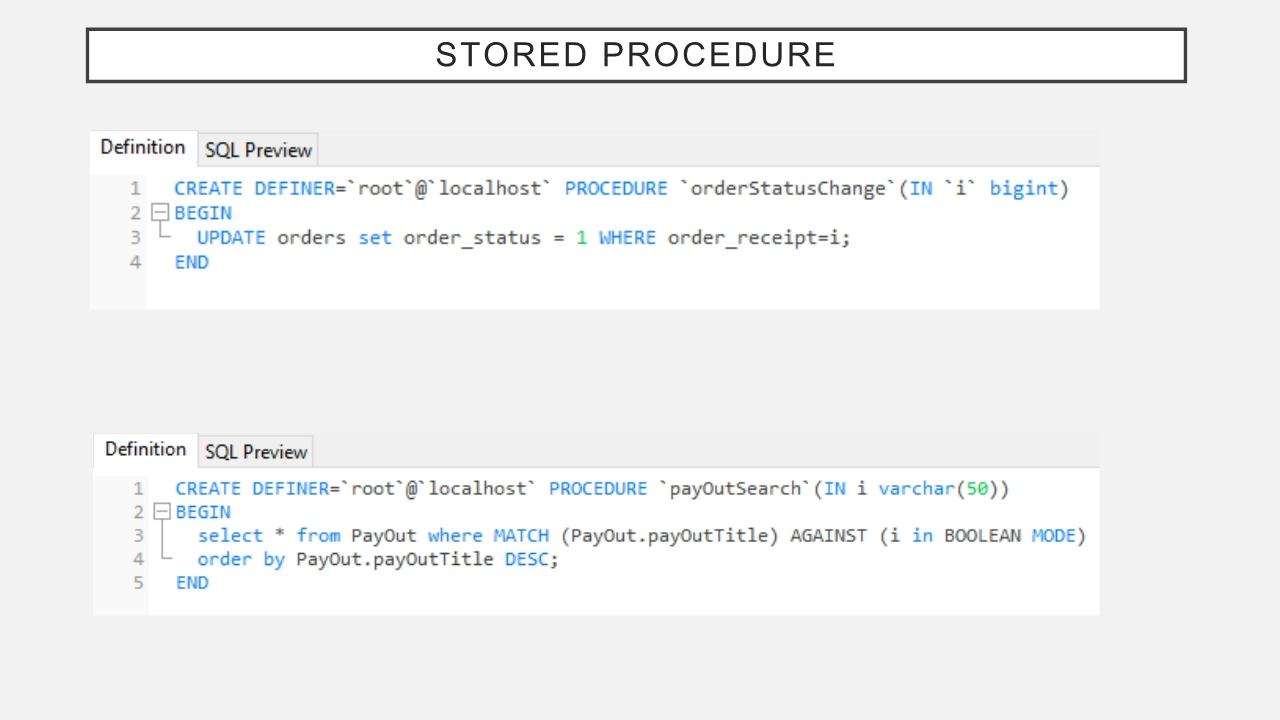 STORED PROCEDURE
Definition SQL Preview
1 CREATE DEFINER=`root`@`localhost` PROCEDURE `orderStatusChange`(IN `i` bigint)
2 BEGIN
3 UPDATE orders set order_status = 1 WHERE order_receipt=i;
4 END
Definition SQL Preview
1 CREATE DEFINER=`root`@`localhost` PROCEDURE `payOutSearch`(IN i varchar(50))
2 BEGIN
3 select * from PayOut where MATCH (PayOut.payOutTitle) AGAINST (i in BOOLEAN MODE)
4 order by PayOut.payOutTittle DESC;
5 END